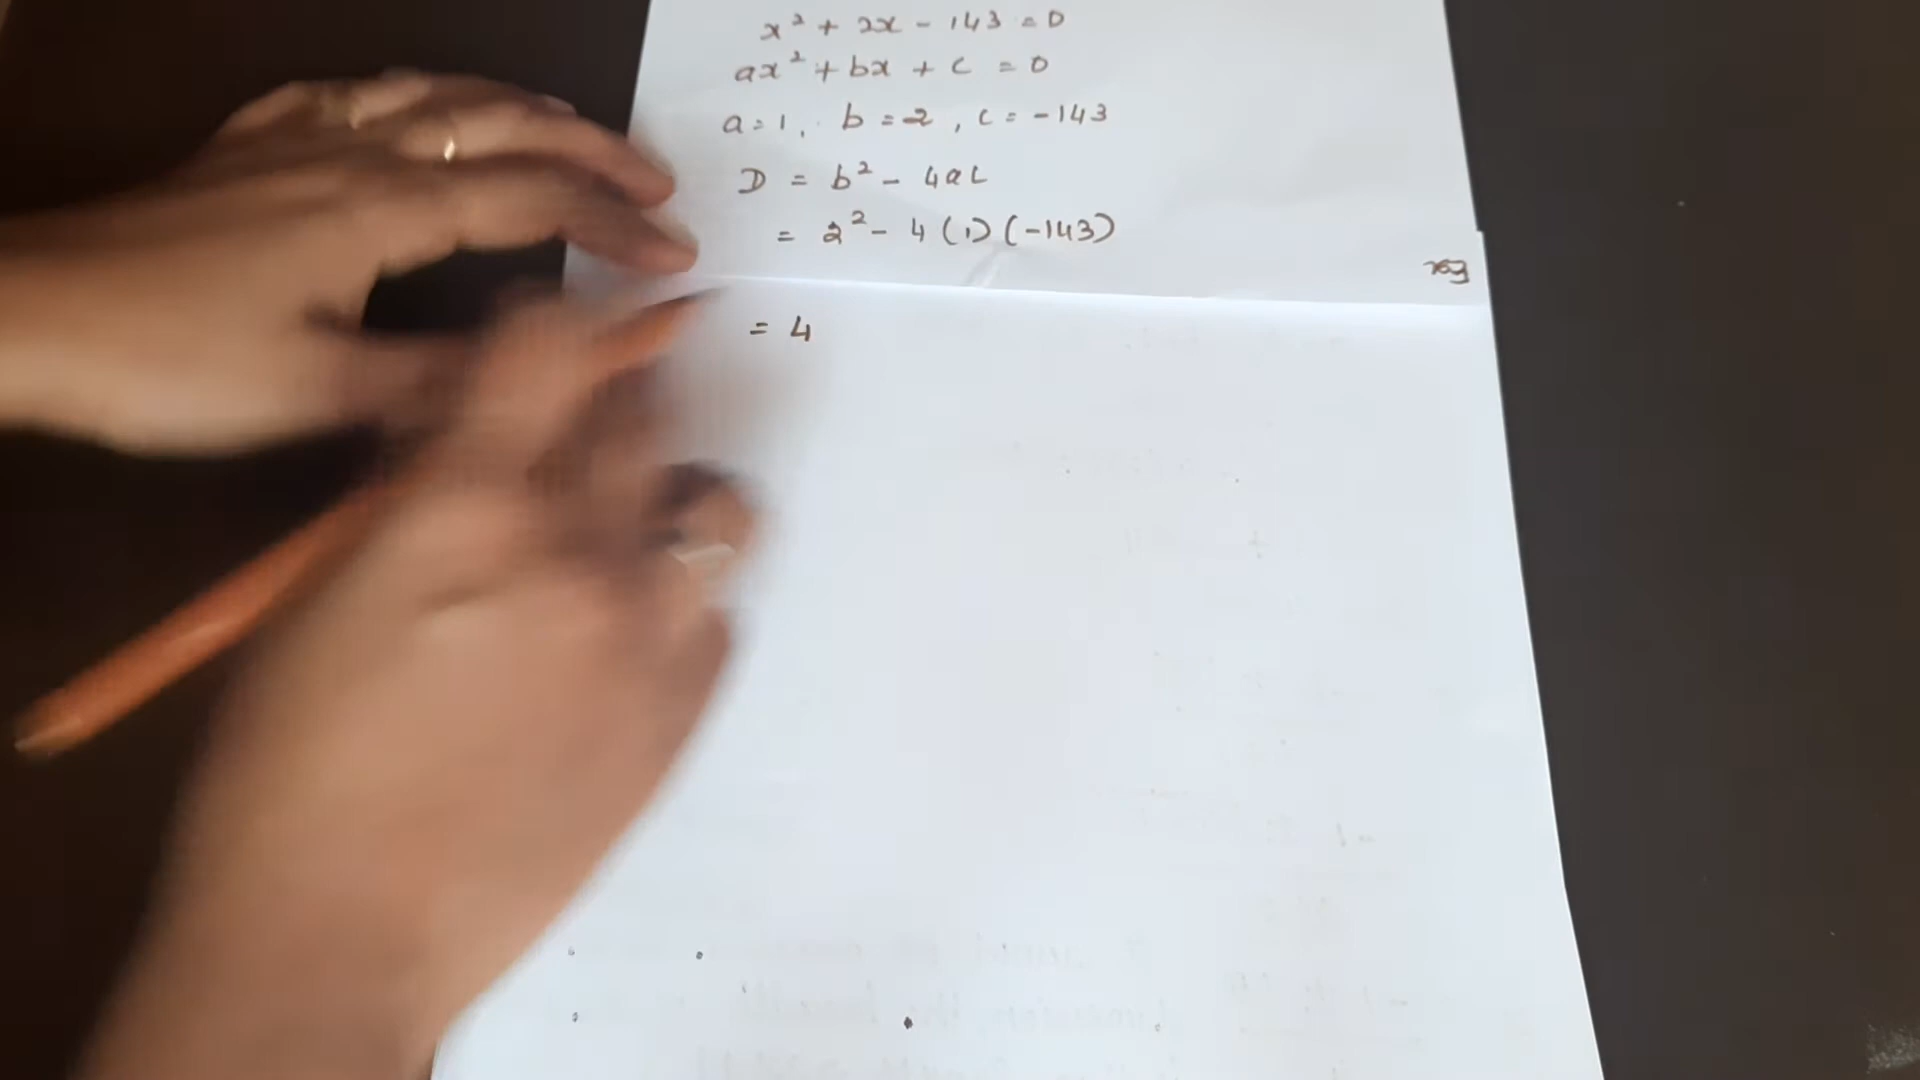 x² + 2x - 143 = 0
ax² + bx + c = 0
a = 1, b = 2, c = -143
D = b² - 4ac
= 2² - 4(1)(-143)
= 4